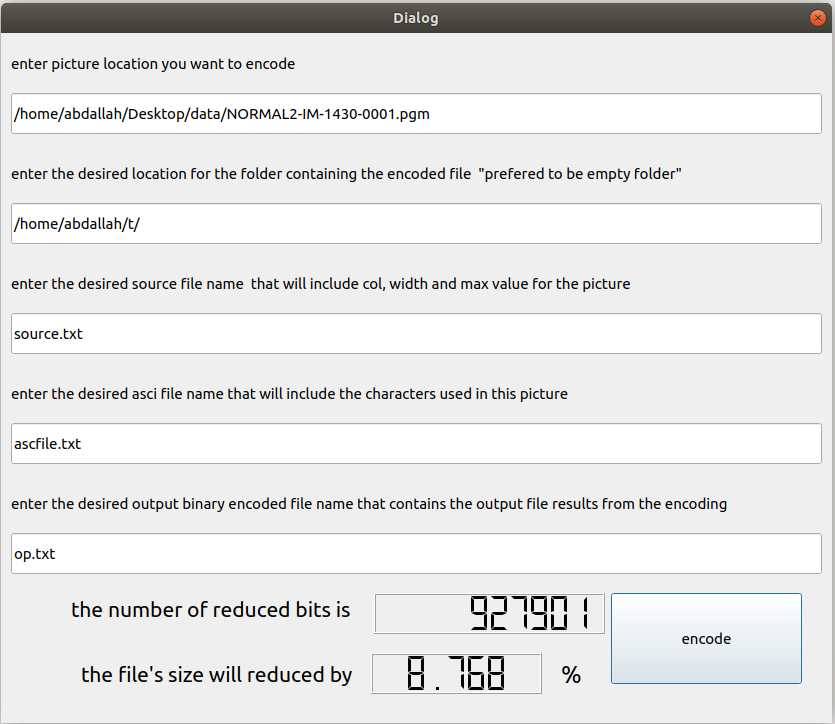 Dialog
enter picture location you want to encode
/home/abdallah/Desktop/data/NORMAL2-IM-1430-0001.pgm
enter the desired location for the folder containing the encoded file  "prefered to be empty folder"
/home/abdallah/t/
enter the desired source file name  that will include col, width and max value for the picture
source.txt
enter the desired asci file name that will include the characters used in this picture
ascfile.txt
enter the desired output binary encoded file name that contains the output file results from the encoding
op.txt
the number of reduced bits is 927901
encode
the file's size will reduced by 8.768 %